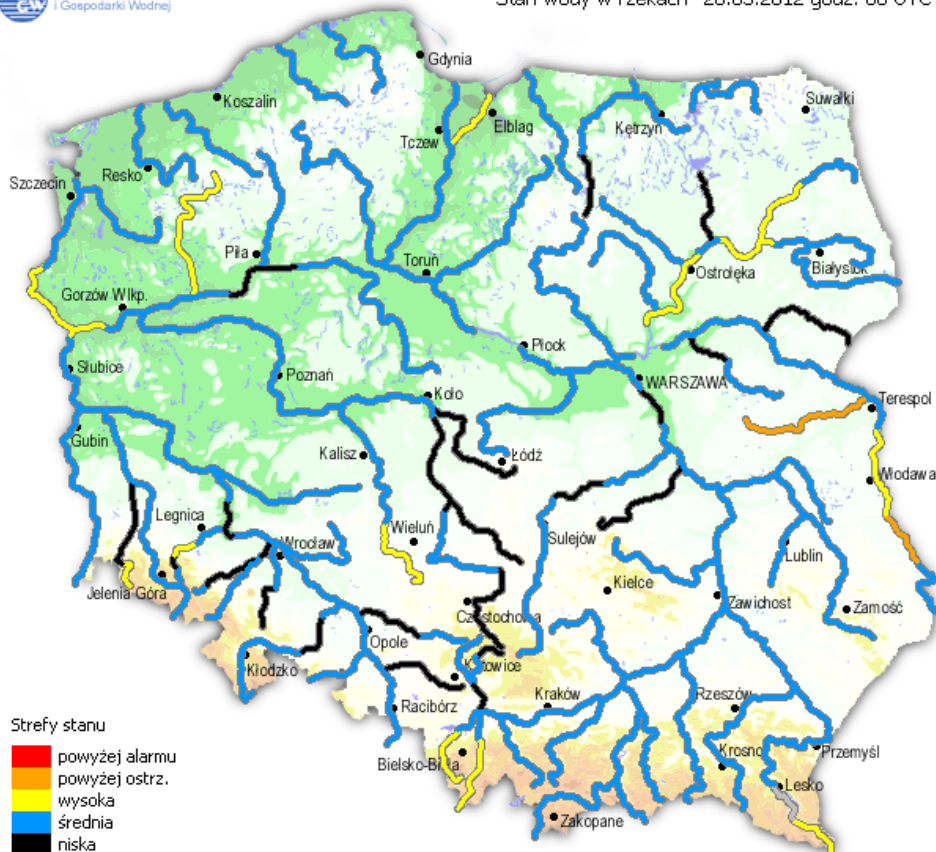 GW i Gospodarki Wodnej
Gdynia
Koszalin
Suwałki
Elbląg
Kętrzyn
Tczew
Resko
Szczecin
Piła
Toruń
Ostrołęka
Białystok
Gorzów Wlkp.
Płock
Słubice
Poznań
WARSZAWA
Koło
Terespol
Gubin
Kalisz
Łódź
Włodawa
Legnica
Wrocław
Wieluń
Sulejów
Lublin
Jelenia Góra
Kielce
Zawichost
Zamość
Częstochowa
Opole
Kłodzko
Katowice
Racibórz
Kraków
Rzeszów
Bielsko-Biała
Krosno
Przemyśl
Lesko
Zakopane
Strefy stanu
powyżej alarmu
powyżej ostrz.
wysoka
średnia
niska